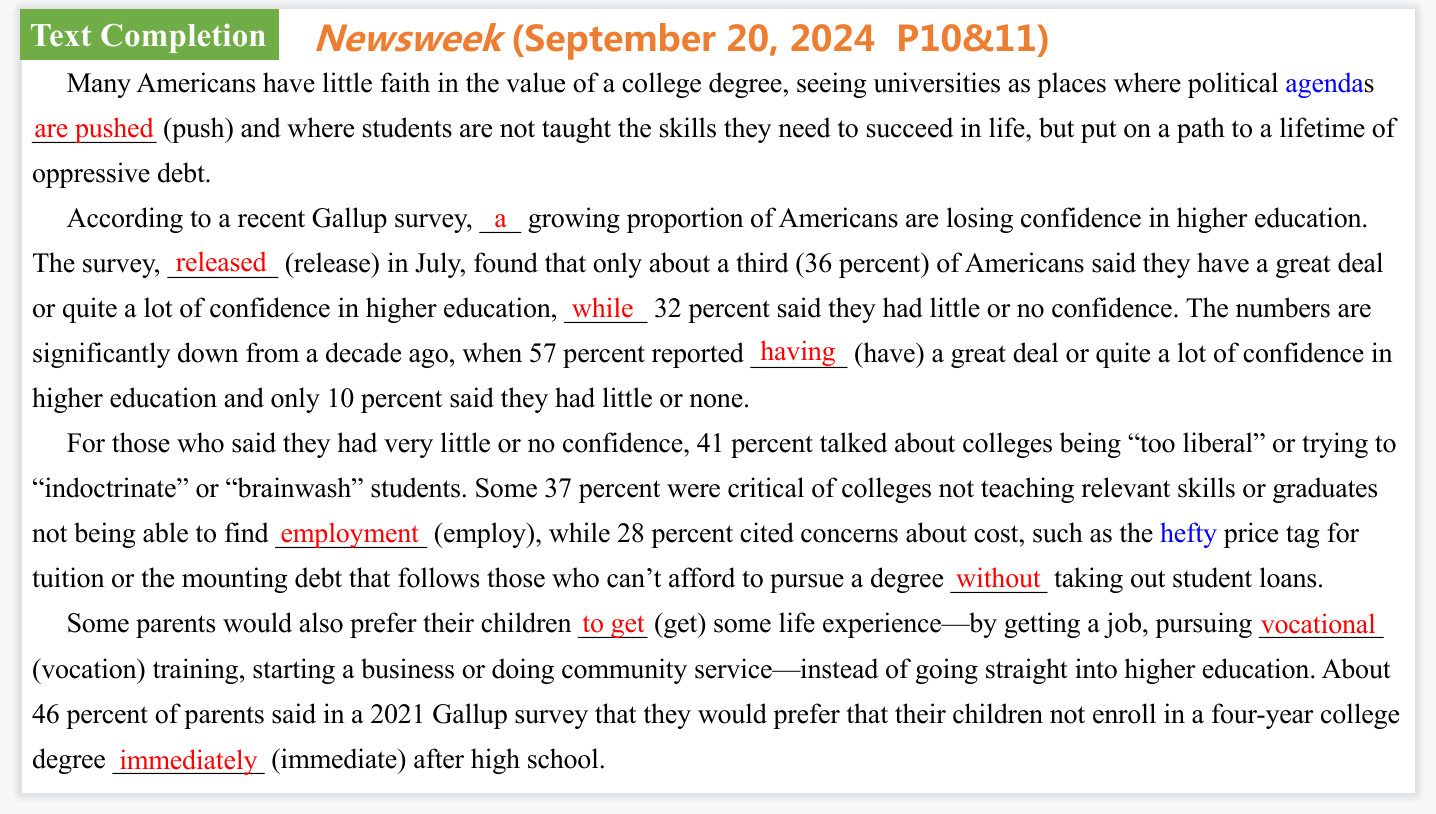 Text Completion Newsweek (September 20, 2024 P10&11)
Many Americans have little faith in the value of a college degree, seeing universities as places where political agendas
are pushed (push) and where students are not taught the skills they need to succeed in life, but put on a path to a lifetime of
oppressive debt.
According to a recent Gallup survey, a growing proportion of Americans are losing confidence in higher education.
The survey, released (release) in July, found that only about a third (36 percent) of Americans said they have a great deal
or quite a lot of confidence in higher education, while 32 percent said they had little or no confidence. The numbers are
significantly down from a decade ago, when 57 percent reported having (have) a great deal or quite a lot of confidence in
higher education and only 10 percent said they had little or none.
For those who said they had very little or no confidence, 41 percent talked about colleges being “too liberal” or trying to
“indoctrinate” or “brainwash” students. Some 37 percent were critical of colleges not teaching relevant skills or graduates
not being able to find employment (employ), while 28 percent cited concerns about cost, such as the hefty price tag for
tuition or the mounting debt that follows those who can’t afford to pursue a degree without taking out student loans.
Some parents would also prefer their children to get (get) some life experience—by getting a job, pursuing vocational
(vocation) training, starting a business or doing community service—instead of going straight into higher education. About
46 percent of parents said in a 2021 Gallup survey that they would prefer that their children not enroll in a four-year college
degree immediately (immediate) after high school.